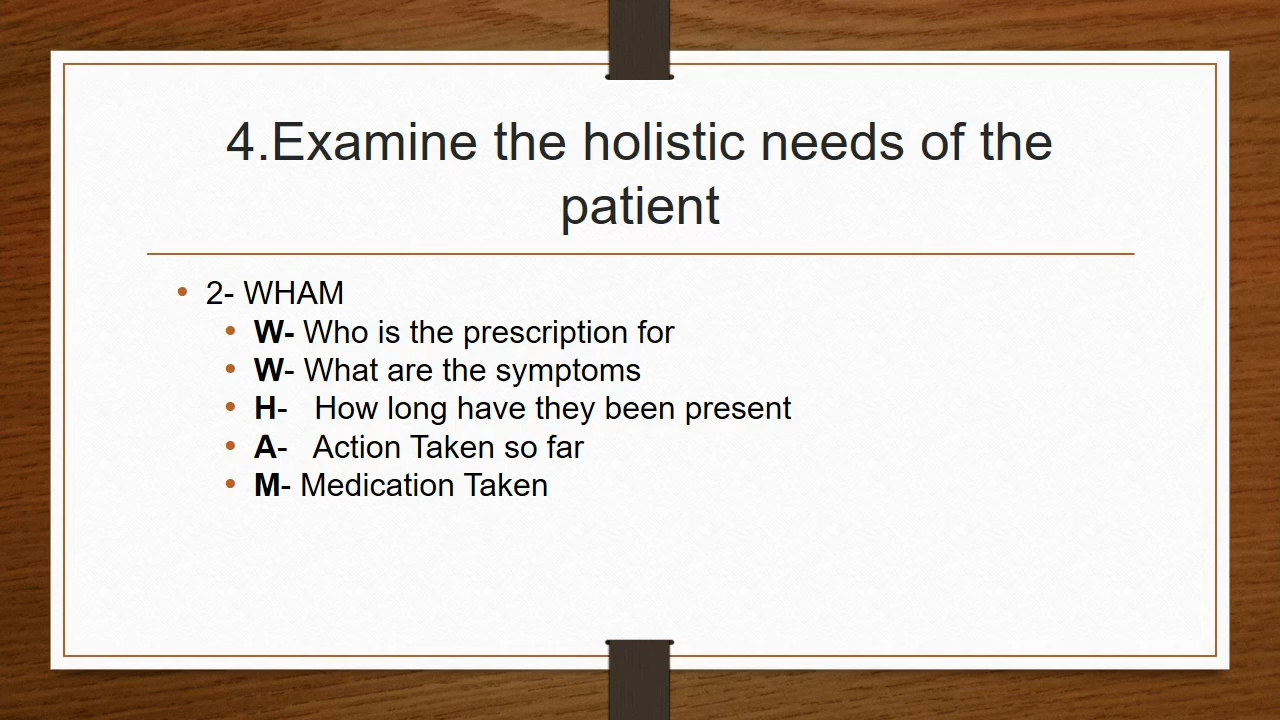 4.Examine the holistic needs of the
patient
• 2- WHAM
• W- Who is the prescription for
• W- What are the symptoms
• H- How long have they been present
• A- Action Taken so far
• M- Medication Taken